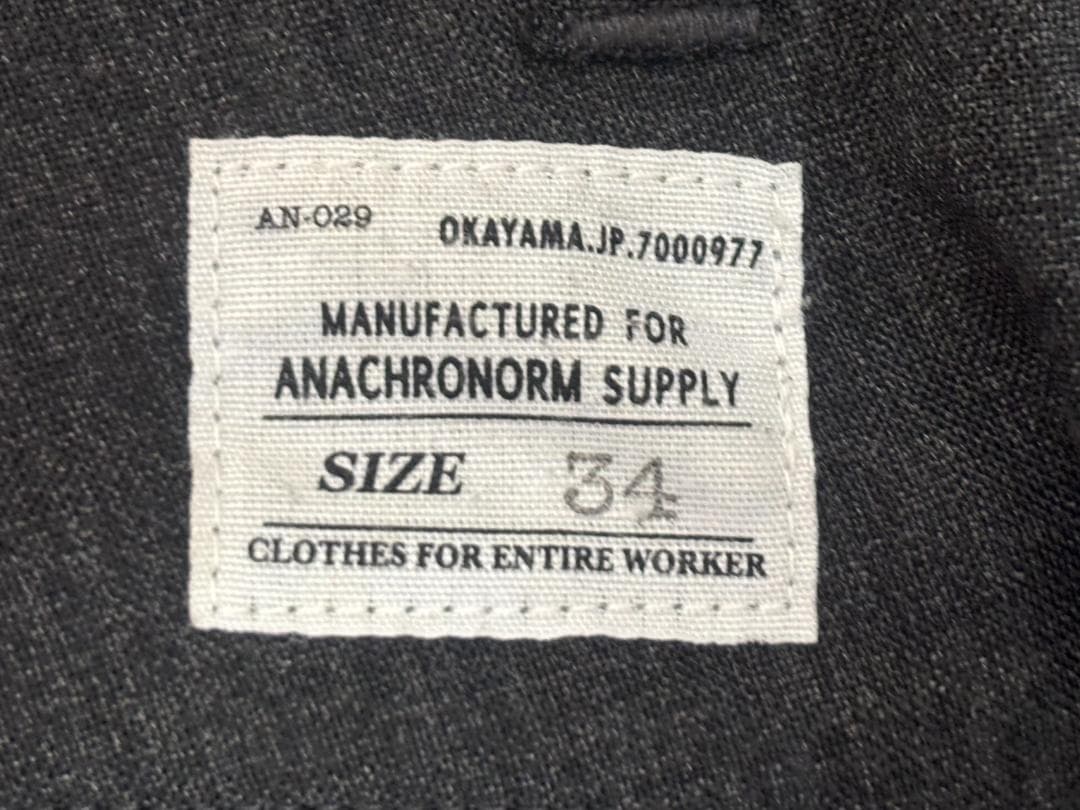 AN-029
OKAYAMA.JP.7000977
MANUFACTURED FOR
ANACHRONORM SUPPLY
SIZE 34
CLOTHES FOR ENTIRE WORKER